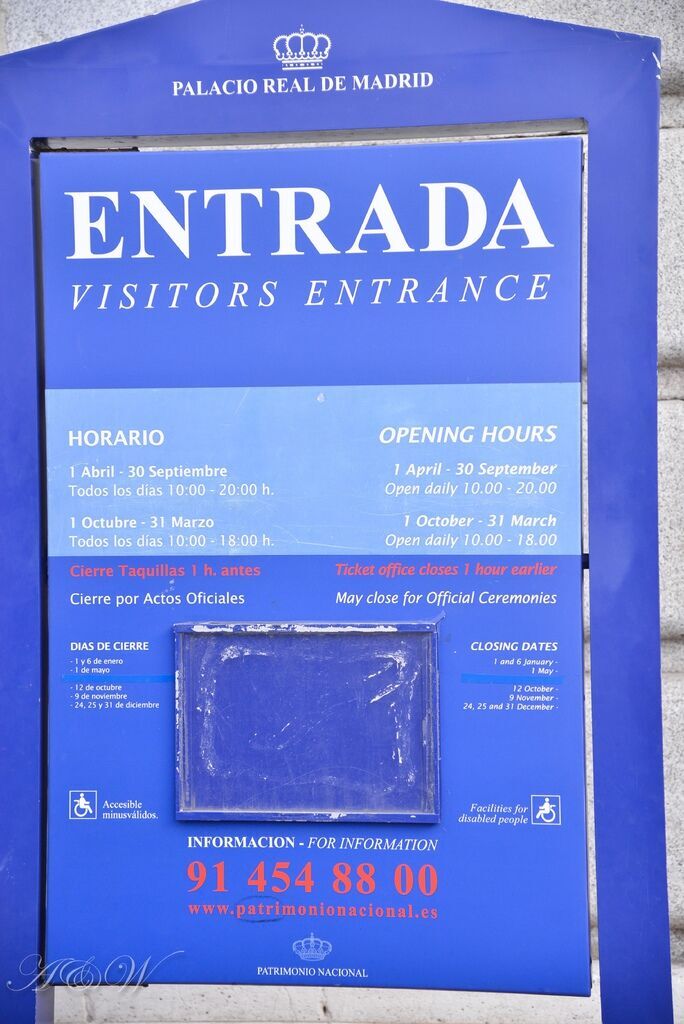 PALACIO REAL DE MADRID
ENTRADA
VISITORS ENTRANCE
HORARIO
1 Abril - 30 Septiembre
Todos los días 10:00 - 20:00 h.
1 Octubre - 31 Marzo
Todos los días 10:00 - 18:00 h.
Cierre Taquillas 1 h. antes
Cierre por Actos Oficiales
OPENING HOURS
1 April - 30 September
Open daily 10.00 - 20.00
1 October - 31 March
Open daily 10.00 - 18.00
Ticket office closes 1 hour earlier
May close for Official Ceremonies
DIAS DE CIERRE
- 1 y 6 de enero
- 1 de mayo
- 12 de octubre
- 9 de noviembre
- 24, 25 y 31 de diciembre
CLOSING DATES
1 and 6 January -
1 May -
12 October -
9 November -
24, 25 and 31 December -
Accesible
minusválidos.
Facilities for
disabled people
INFORMACION - FOR INFORMATION
91 454 88 00
www.patrimonionacional.es
PATRIMONIO NACIONAL
A&W